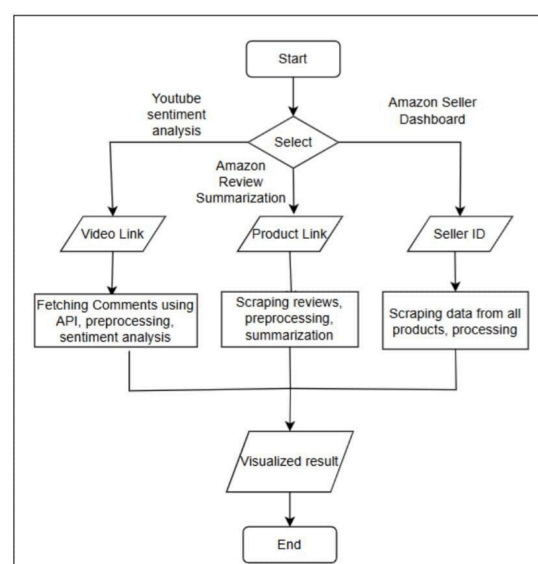 Start
Youtube
sentiment
analysis
Amazon Seller
Dashboard
Select
Amazon
Review
Summarization
Video Link
Product Link
Seller ID
Fetching Comments using
API, preprocessing,
sentiment analysis
Scraping reviews,
preprocessing,
summarization
Scraping data from all
products, processing
Visualized result
End